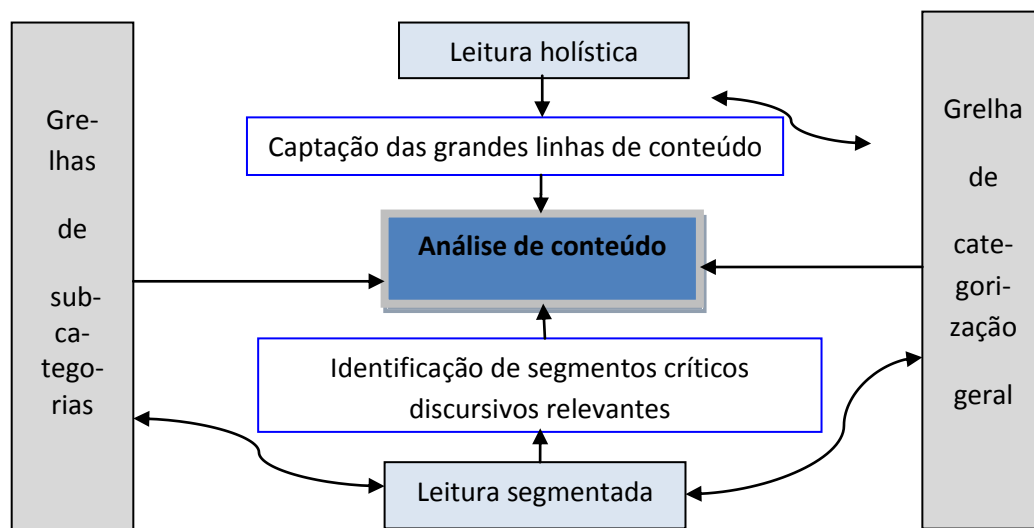 Leitura holística
Captação das grandes linhas de conteúdo
Gre-
lhas
de
sub-
ca-
tego-
rias
Análise de conteúdo
Grelha
de
cate-
gori-
zação
geral
Identificação de segmentos críticos
discursivos relevantes
Leitura segmentada